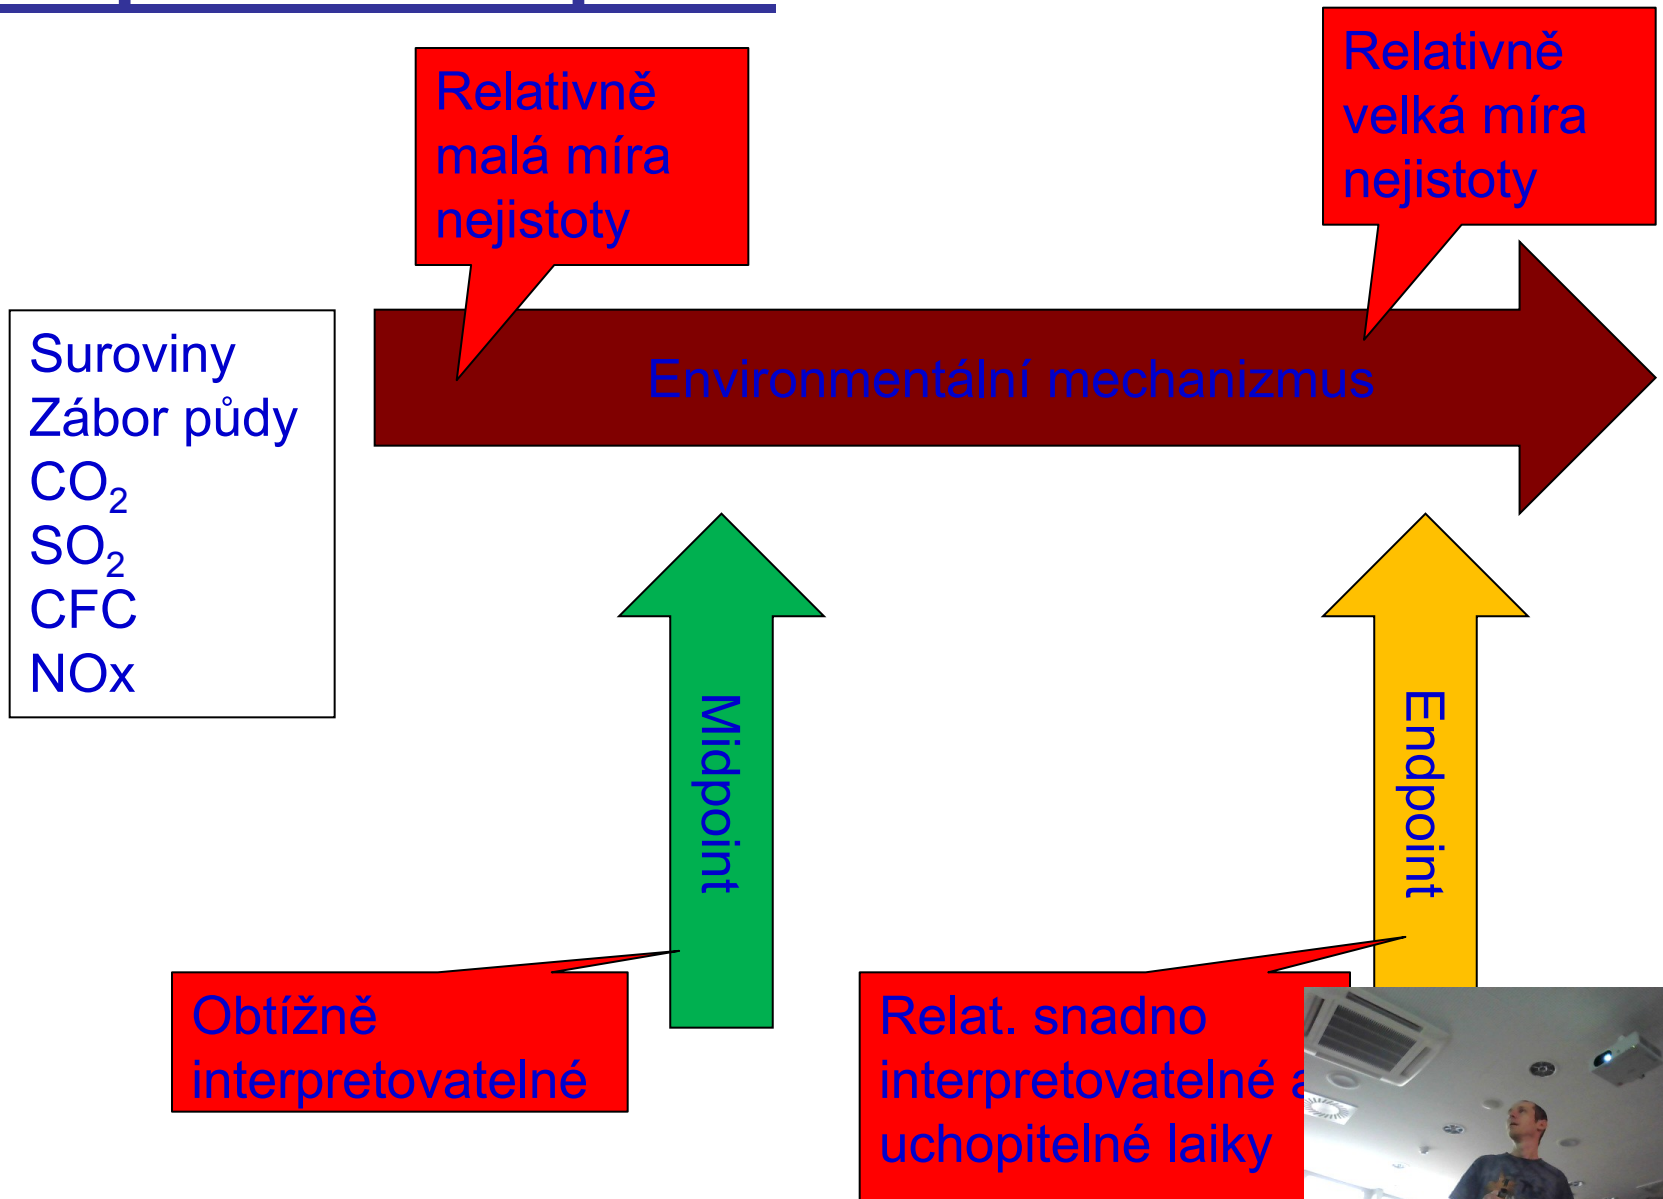 Relativně
malá míra
nejistoty
Relativně
velká míra
nejistoty
Suroviny
Zábor půdy
CO₂
SO₂
CFC
NOx
Environmentální mechanizmus
Midpoint
Endpoint
Obtížně
interpretovatelné
Relat. snadno
interpretovatelné a
uchopitelné laiky